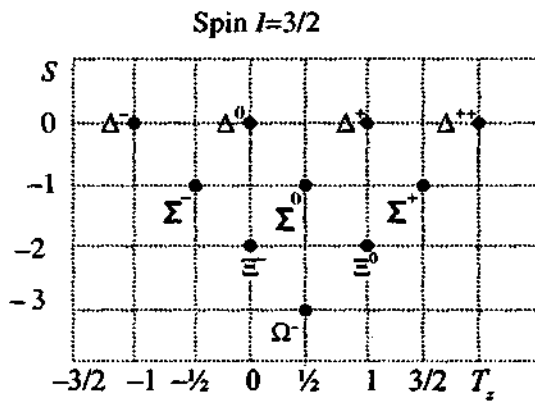 Spin I=3/2
S
0 Δ⁻ Δ⁰ Δ⁺ Δ⁺⁺
-1 Σ⁻ Σ⁰ Σ⁺
-2 Ξ⁻ Ξ⁰
-3 Ω⁻
-3/2 -1 -½ 0 ½ 1 3/2 T_z